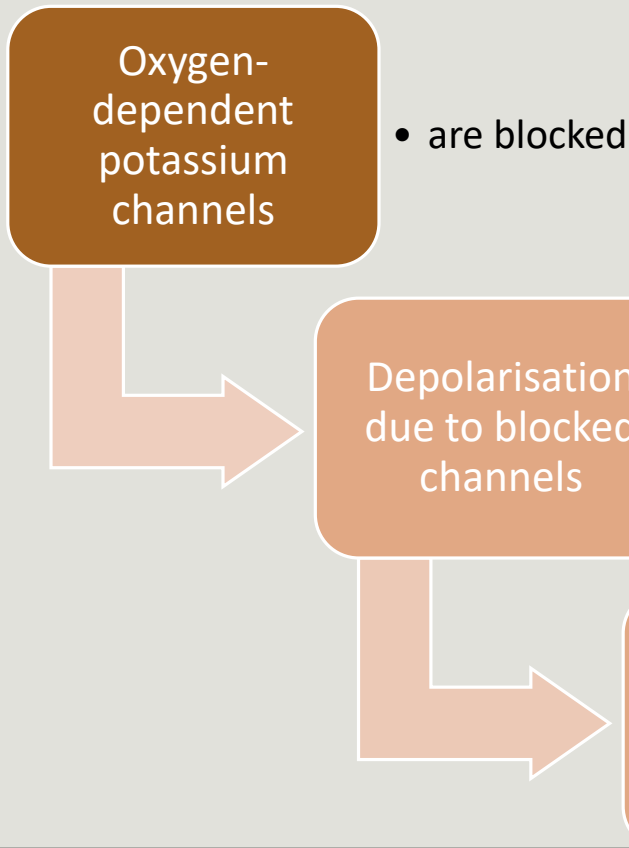 Oxygen-
dependent
potassium
channels
• are blocked
Depolarisation
due to blocked
channels